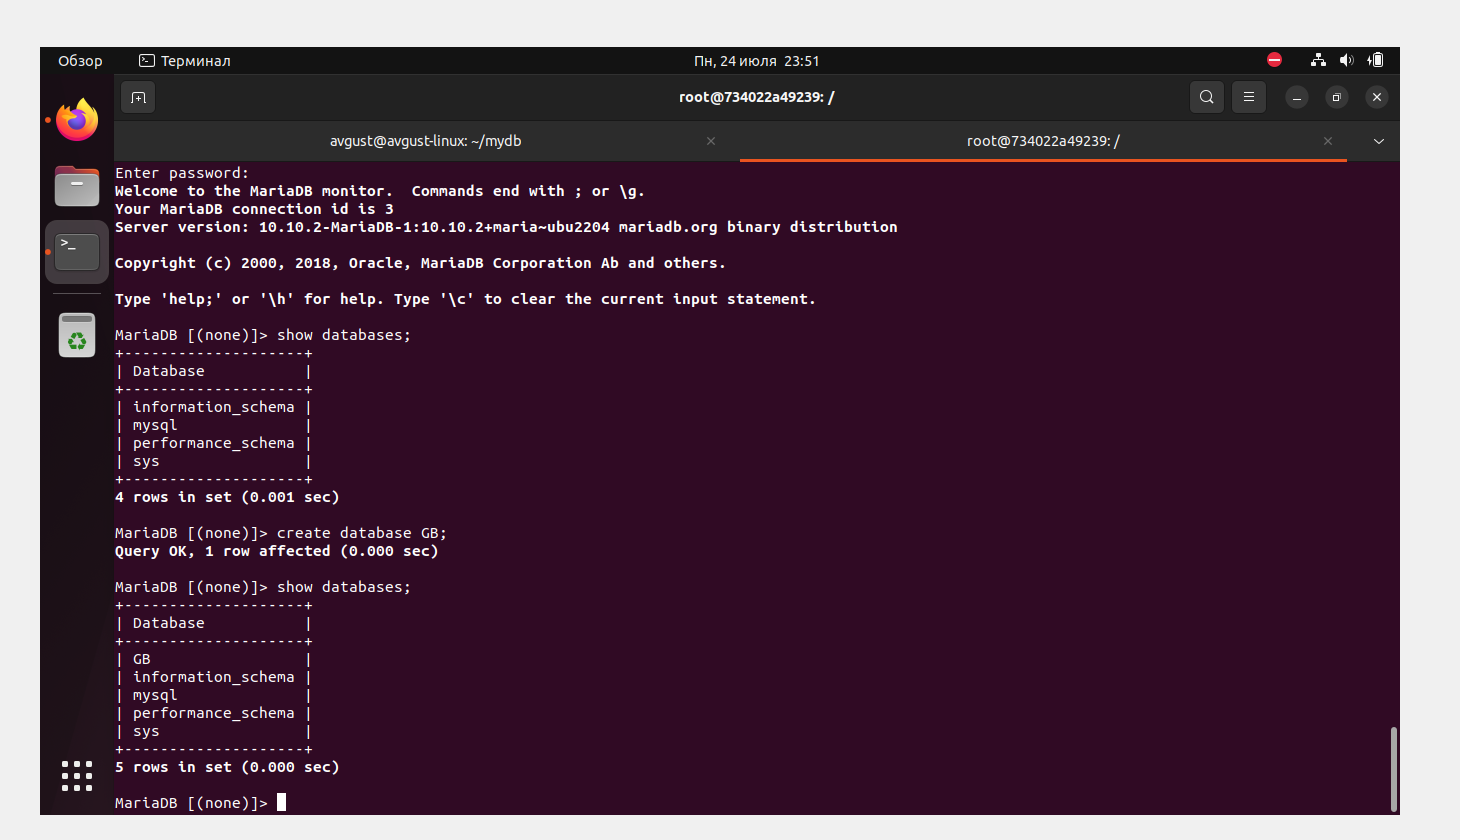 Обзор
Терминал
Пн, 24 июля 23:51
root@734022a49239: /
avgust@avgust-linux: ~/mydb
root@734022a49239: /
Enter password:
Welcome to the MariaDB monitor.  Commands end with ; or \g.
Your MariaDB connection id is 3
Server version: 10.10.2-MariaDB-1:10.10.2+maria~ubu2204 mariadb.org binary distribution
Copyright (c) 2000, 2018, Oracle, MariaDB Corporation Ab and others.
Type 'help;' or '\h' for help. Type '\c' to clear the current input statement.
MariaDB [(none)]> show databases;
+--------------------+
| Database           |
+--------------------+
| information_schema |
| mysql              |
| performance_schema |
| sys                |
+--------------------+
4 rows in set (0.001 sec)
MariaDB [(none)]> create database GB;
Query OK, 1 row affected (0.000 sec)
MariaDB [(none)]> show databases;
+--------------------+
| Database           |
+--------------------+
| GB                 |
| information_schema |
| mysql              |
| performance_schema |
| sys                |
+--------------------+
5 rows in set (0.000 sec)
MariaDB [(none)]>